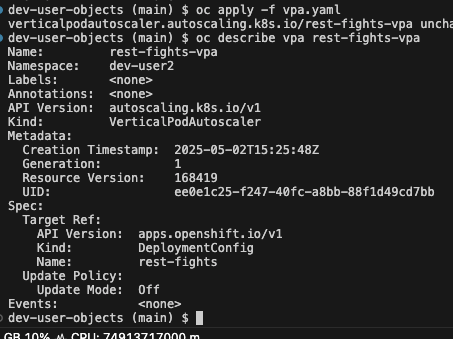 dev-user-objects (main) $ oc apply -f vpa.yaml
verticalpodautoscaler.autoscaling.k8s.io/rest-fights-vpa uncha
dev-user-objects (main) $ oc describe vpa rest-fights-vpa
Name:         rest-fights-vpa
Namespace:    dev-user2
Labels:       <none>
Annotations:  <none>
API Version:  autoscaling.k8s.io/v1
Kind:         VerticalPodAutoscaler
Metadata:
  Creation Timestamp:  2025-05-02T15:25:48Z
  Generation:          1
  Resource Version:    168419
  UID:                 ee0e1c25-f247-40fc-a8bb-88f1d49cd7bb
Spec:
  Target Ref:
    API Version:  apps.openshift.io/v1
    Kind:         DeploymentConfig
    Name:         rest-fights
  Update Policy:
    Update Mode:  Off
Events:           <none>
dev-user-objects (main) $
GB 10% CPU: 74913717000 m